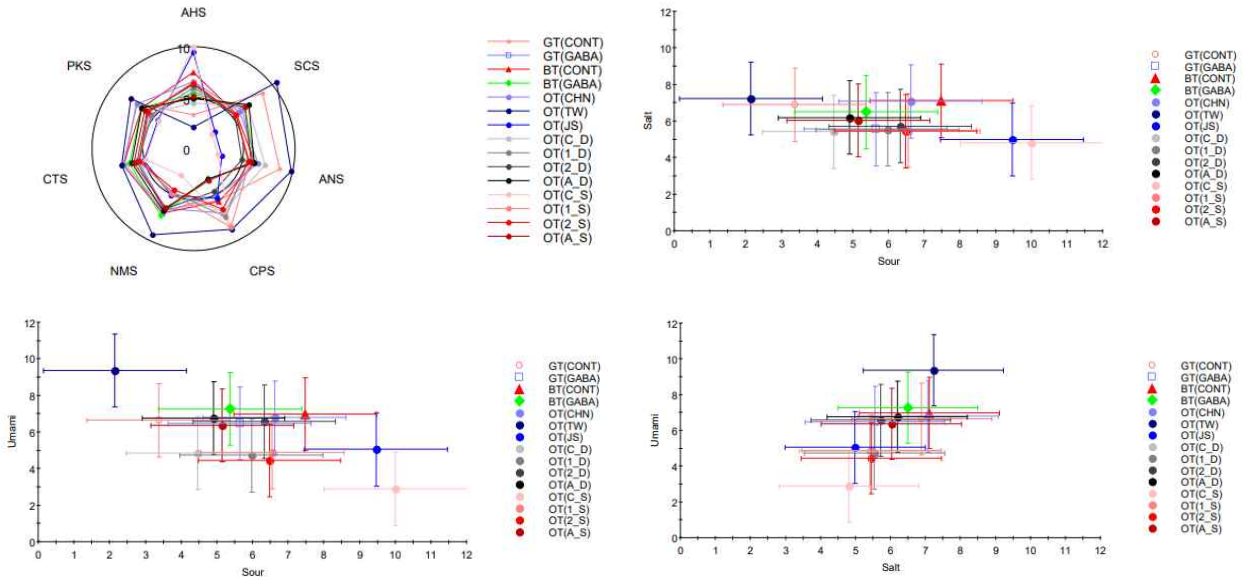 AHS
10
PKS
SCS
0
CTS
ANS
NMS
CPS
GT(CONT)
GT(GABA)
BT(CONT)
BT(GABA)
OT(CHN)
OT(TW)
OT(JS)
OT(C_D)
OT(1_D)
OT(2_D)
OT(A_D)
OT(C_S)
OT(1_S)
OT(2_S)
OT(A_S)
12
10
8
6
4
2
0
Salt
0 1 2 3 4 5 6 7 8 9 10 11 12
Sour
GT(CONT)
GT(GABA)
BT(CONT)
BT(GABA)
OT(CHN)
OT(TW)
OT(JS)
OT(C_D)
OT(1_D)
OT(2_D)
OT(A_D)
OT(C_S)
OT(1_S)
OT(2_S)
OT(A_S)
12
10
8
6
4
2
0
Umami
0 1 2 3 4 5 6 7 8 9 10 11 12
Sour
GT(CONT)
GT(GABA)
BT(CONT)
BT(GABA)
OT(CHN)
OT(TW)
OT(JS)
OT(C_D)
OT(1_D)
OT(2_D)
OT(A_D)
OT(C_S)
OT(1_S)
OT(2_S)
OT(A_S)
12
10
8
6
4
2
0
Umami
0 1 2 3 4 5 6 7 8 9 10 11 12
Salt
GT(CONT)
GT(GABA)
BT(CONT)
BT(GABA)
OT(CHN)
OT(TW)
OT(JS)
OT(C_D)
OT(1_D)
OT(2_D)
OT(A_D)
OT(C_S)
OT(1_S)
OT(2_S)
OT(A_S)